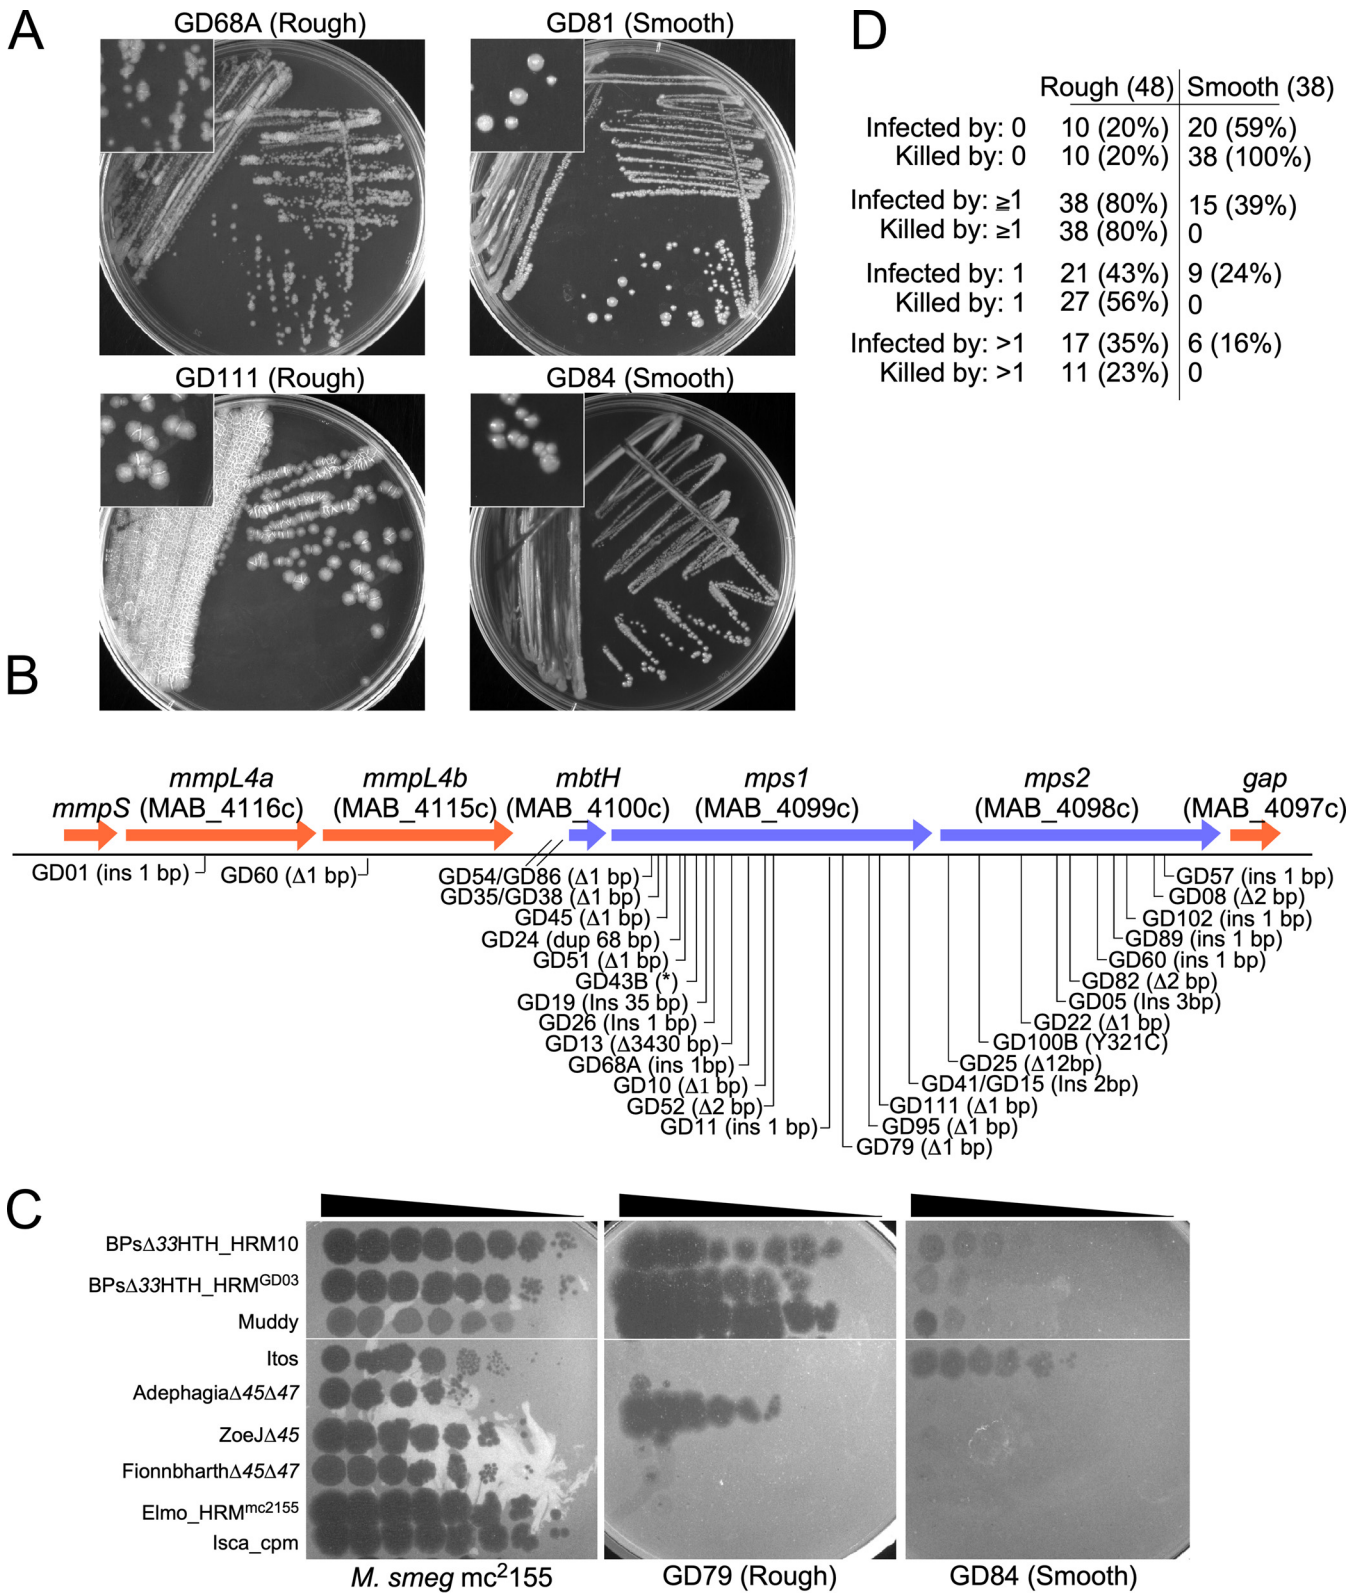 A
GD68A (Rough)
GD81 (Smooth)
GD111 (Rough)
GD84 (Smooth)
D
Rough (48) Smooth (38)
Infected by: 0 10 (20%) 20 (59%)
Killed by: 0 10 (20%) 38 (100%)
Infected by: ≧1 38 (80%) 15 (39%)
Killed by: ≥1 38 (80%) 0
Infected by: 1 21 (43%) 9 (24%)
Killed by: 1 27 (56%) 0
Infected by: >1 17 (35%) 6 (16%)
Killed by: >1 11 (23%) 0
B
mmpL4a mmpL4b mbtH mps1 mps2 gap
mmpS (MAB_4116c) (MAB_4115c) (MAB_4100c) (MAB_4099c) (MAB_4098c) (MAB_4097c)
GD01 (ins 1 bp)
GD60 (Δ1 bp)
GD54/GD86 (Δ1 bp)
GD35/GD38 (Δ1 bp)
GD45 (Δ1 bp)
GD24 (dup 68 bp)
GD51 (Δ1 bp)
GD43B (*)
GD19 (Ins 35 bp)
GD26 (Ins 1 bp)
GD13 (Δ3430 bp)
GD68A (ins 1bp)
GD10 (Δ1 bp)
GD52 (Δ2 bp)
GD11 (ins 1 bp)
GD57 (ins 1 bp)
GD08 (Δ2 bp)
GD102 (ins 1 bp)
GD89 (ins 1 bp)
GD60 (ins 1 bp)
GD82 (Δ2 bp)
GD05 (Ins 3bp)
GD22 (Δ1 bp)
GD100B (Y321C)
GD25 (Δ12bp)
GD41/GD15 (Ins 2bp)
GD111 (Δ1 bp)
GD95 (Δ1 bp)
GD79 (Δ1 bp)
C
BPsΔ33HTH_HRM10
BPsΔ33HTH_HRM^GD03
Muddy
Itos
AdephagiaΔ45Δ47
ZoeJΔ45
FionnbharthΔ45Δ47
Elmo_HRM^mc2155
Isca_cpm
M. smeg mc²155
GD79 (Rough)
GD84 (Smooth)